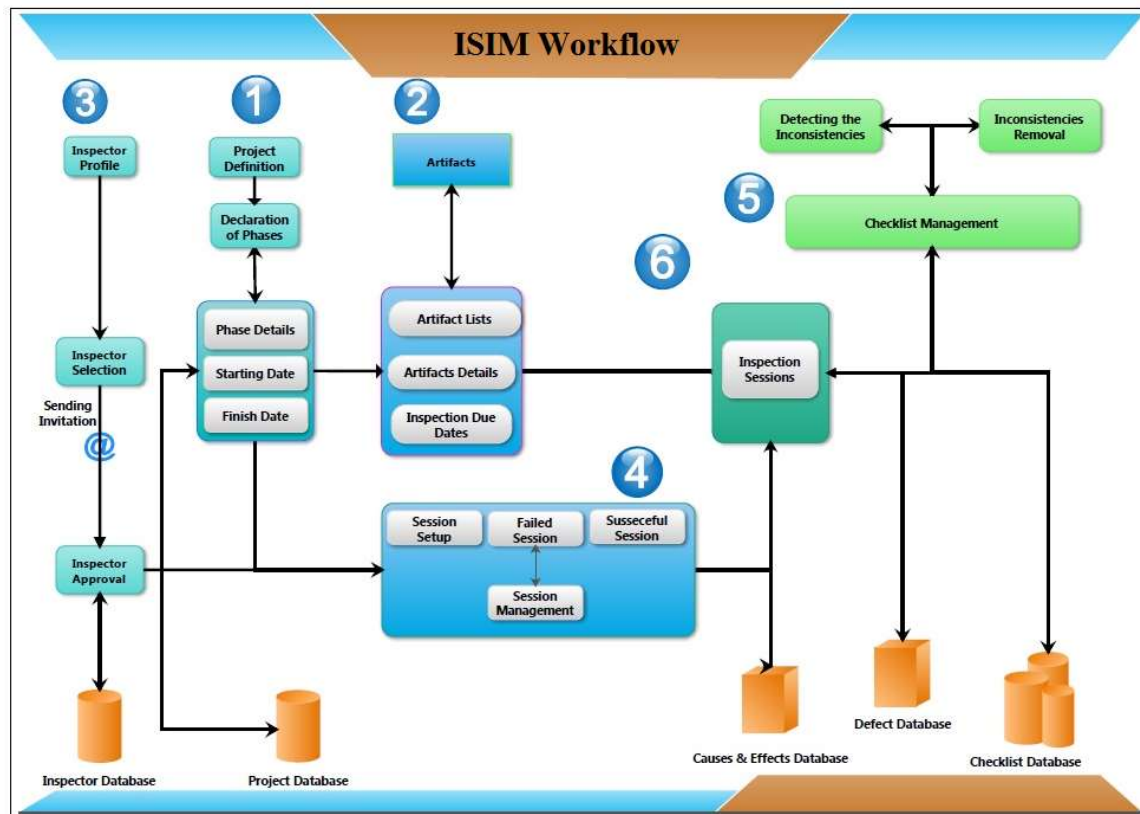 ISIM Workflow
3
1
2
Inspector
Profile
Project
Definition
Artifacts
Detecting the
Inconsistencies
Inconsistencies
Removal
Declaration
of Phases
5
Checklist Management
6
Phase Details
Starting Date
Finish Date
Artifact Lists
Artifacts Details
Inspection Due
Dates
Inspection
Sessions
Inspector
Selection
Sending
Invitation
@
4
Session
Setup
Failed
Session
Susseceful
Session
Session
Management
Inspector
Approval
Inspector Database
Project Database
Causes & Effects Database
Defect Database
Checklist Database